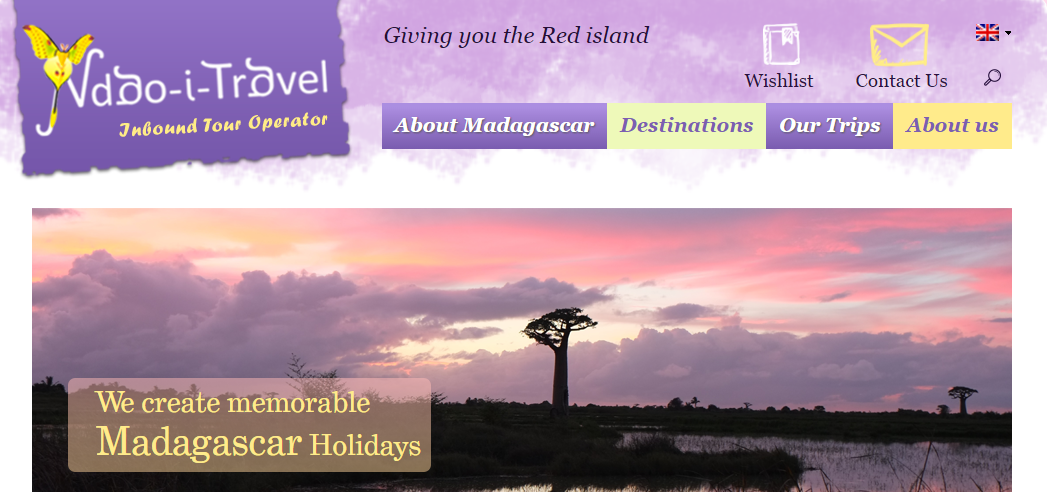 Ndao-i-Travel
Inbound Tour Operator
Giving you the Red island
Wishlist
Contact Us
About Madagascar
Destinations
Our Trips
About us
We create memorable
Madagascar Holidays